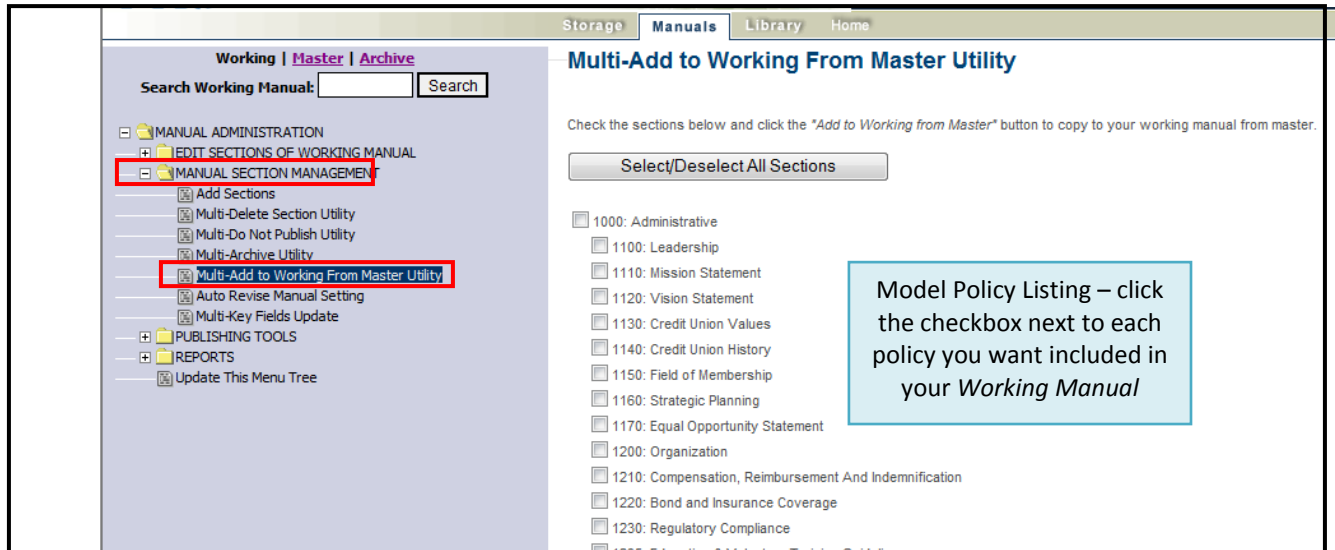 Storage Manuals Library Home
Working | Master | Archive
Search Working Manual: Search
MANUAL ADMINISTRATION
EDIT SECTIONS OF WORKING MANUAL
MANUAL SECTION MANAGEMENT
Add Sections
Multi-Delete Section Utility
Multi-Do Not Publish Utility
Multi-Archive Utility
Multi-Add to Working From Master Utility
Auto Revise Manual Setting
Multi-Key Fields Update
PUBLISHING TOOLS
REPORTS
Update This Menu Tree
Multi-Add to Working From Master Utility
Check the sections below and click the "Add to Working from Master" button to copy to your working manual from master.
Select/Deselect All Sections
1000: Administrative
1100: Leadership
1110: Mission Statement
1120: Vision Statement
1130: Credit Union Values
1140: Credit Union History
1150: Field of Membership
1160: Strategic Planning
1170: Equal Opportunity Statement
1200: Organization
1210: Compensation, Reimbursement And Indemnification
1220: Bond and Insurance Coverage
1230: Regulatory Compliance
Model Policy Listing – click
the checkbox next to each
policy you want included in
your Working Manual